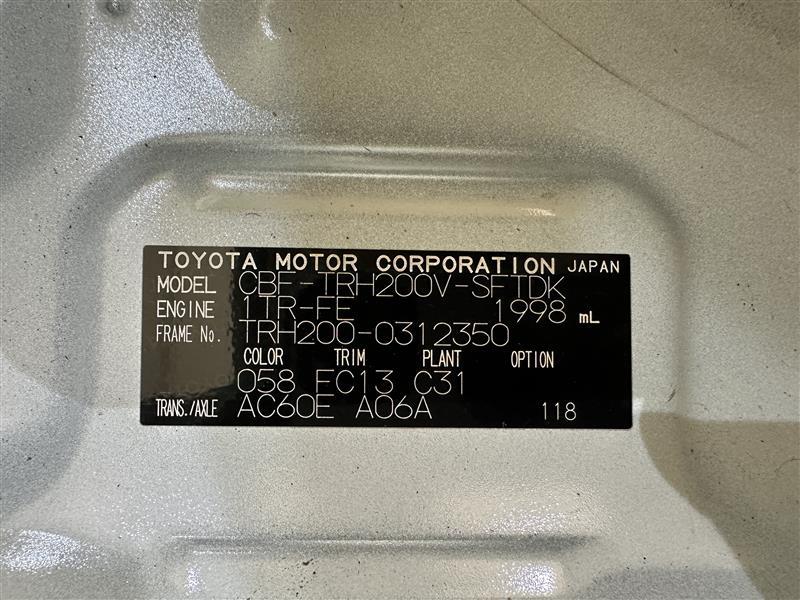 TOYOTA MOTOR CORPORATION JAPAN
MODEL CBF-TRH200V-SFTDK
ENGINE 1TR-FE 1998 mL
FRAME No. TRH200-0312350
COLOR TRIM PLANT OPTION
058 FC13 C31
TRANS./AXLE AC60E A06A 118